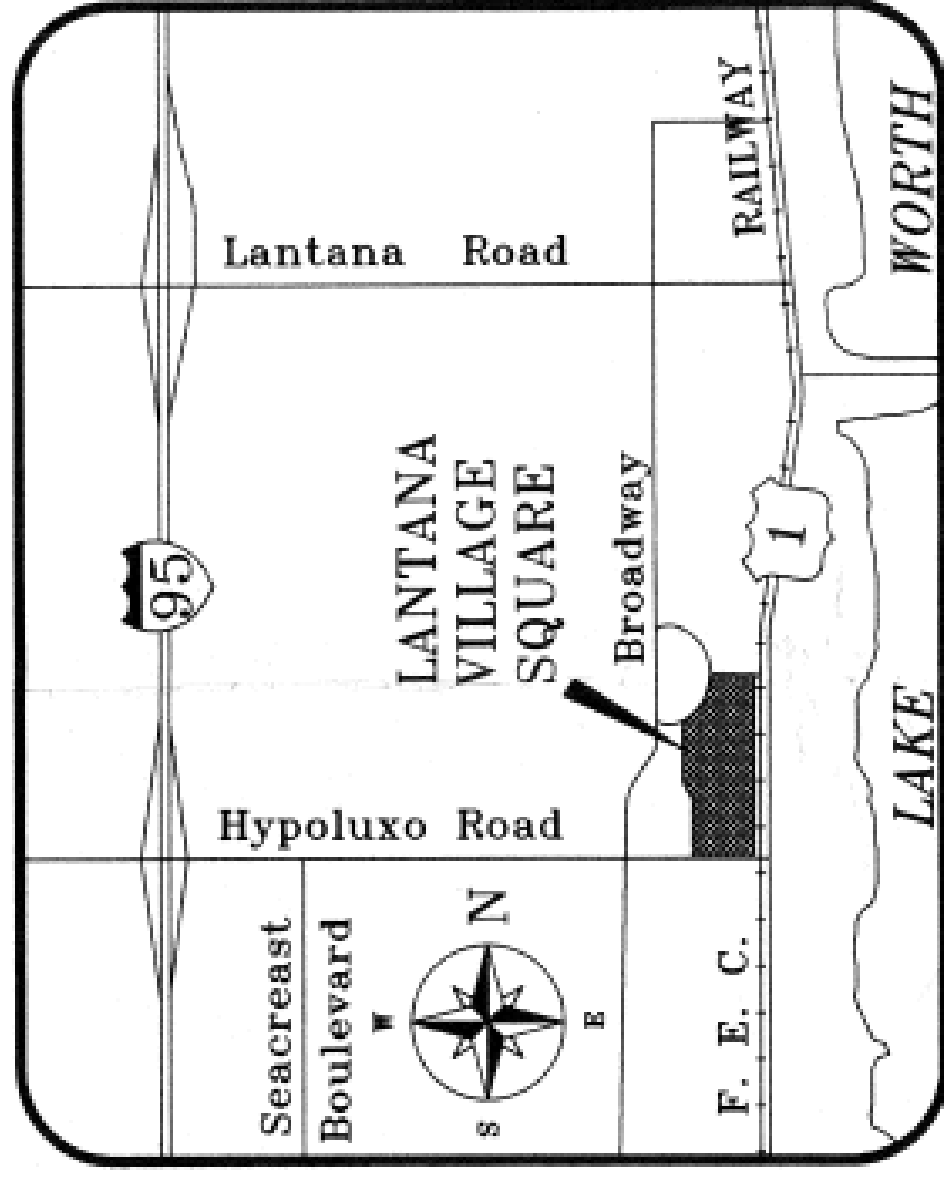 95
Lantana Road
RAILWAY
WORTH
LANTANA
VILLAGE
SQUARE
Broadway
1
Hypoluxo Road
LAKE
Seacreast
Boulevard
N
W
E
S
F. E. C.